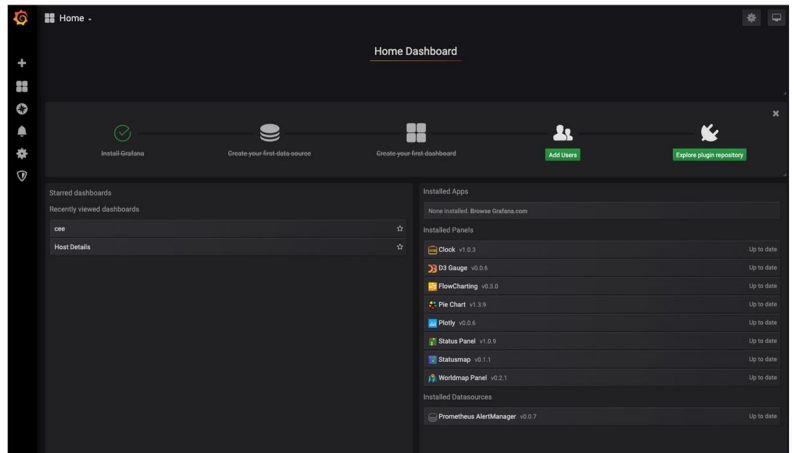 Home
Home Dashboard
Install Grafana
Create your first data source
Create your first dashboard
Add Users
Explore plugin repository
Starred dashboards
Recently viewed dashboards
cee
Host Details
Installed Apps
None installed. Browse Grafana.com
Installed Panels
Clock v1.0.3 Up to date
D3 Gauge v0.0.6 Up to date
FlowCharting v0.3.0 Up to date
Pie Chart v1.3.9 Up to date
Plotly v0.0.6 Up to date
Status Panel v1.0.9 Up to date
Statusmap v0.1.1 Up to date
Worldmap Panel v0.2.1 Up to date
Installed Datasources
Prometheus AlertManager v0.0.7 Up to date